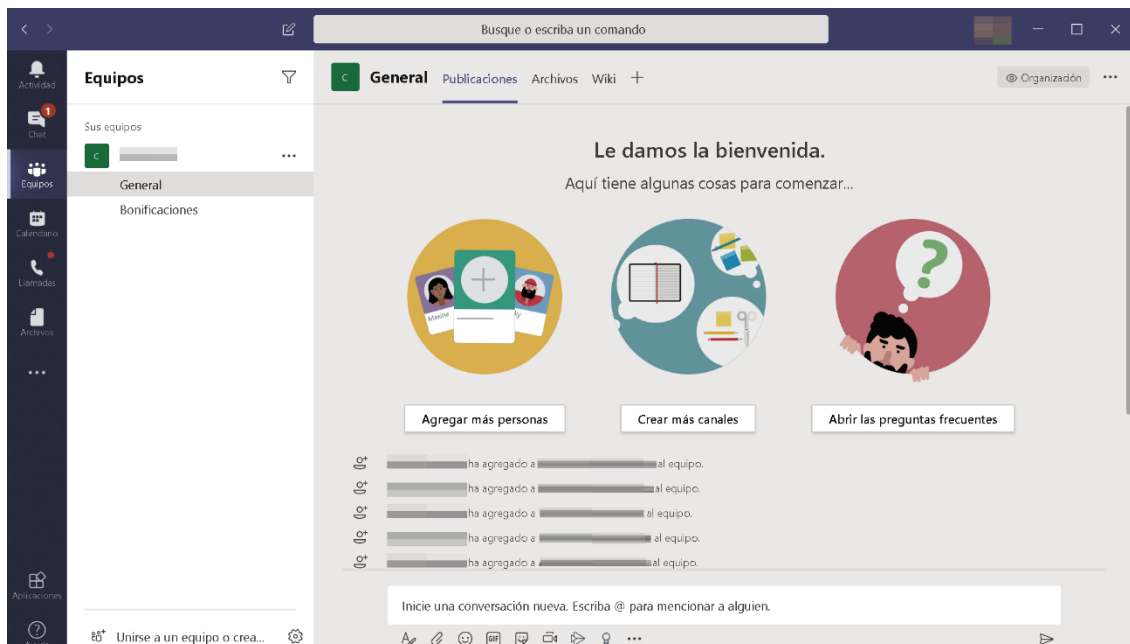 Busque o escriba un comando
Actividad
Chat
1
Equipos
Calendario
Llamadas
Archivos
Aplicaciones
Equipos
Sus equipos
C
General
Bonificaciones
Unirse a un equipo o crea...
C General Publicaciones Archivos Wiki
Organización
Le damos la bienvenida.
Aquí tiene algunas cosas para comenzar...
Maxine
?
Agregar más personas
Crear más canales
Abrir las preguntas frecuentes
ha agregado a al equipo.
ha agregado a al equipo.
ha agregado a al equipo.
ha agregado a al equipo.
ha agregado a al equipo.
Inicie una conversación nueva. Escriba @ para mencionar a alguien.
GIF